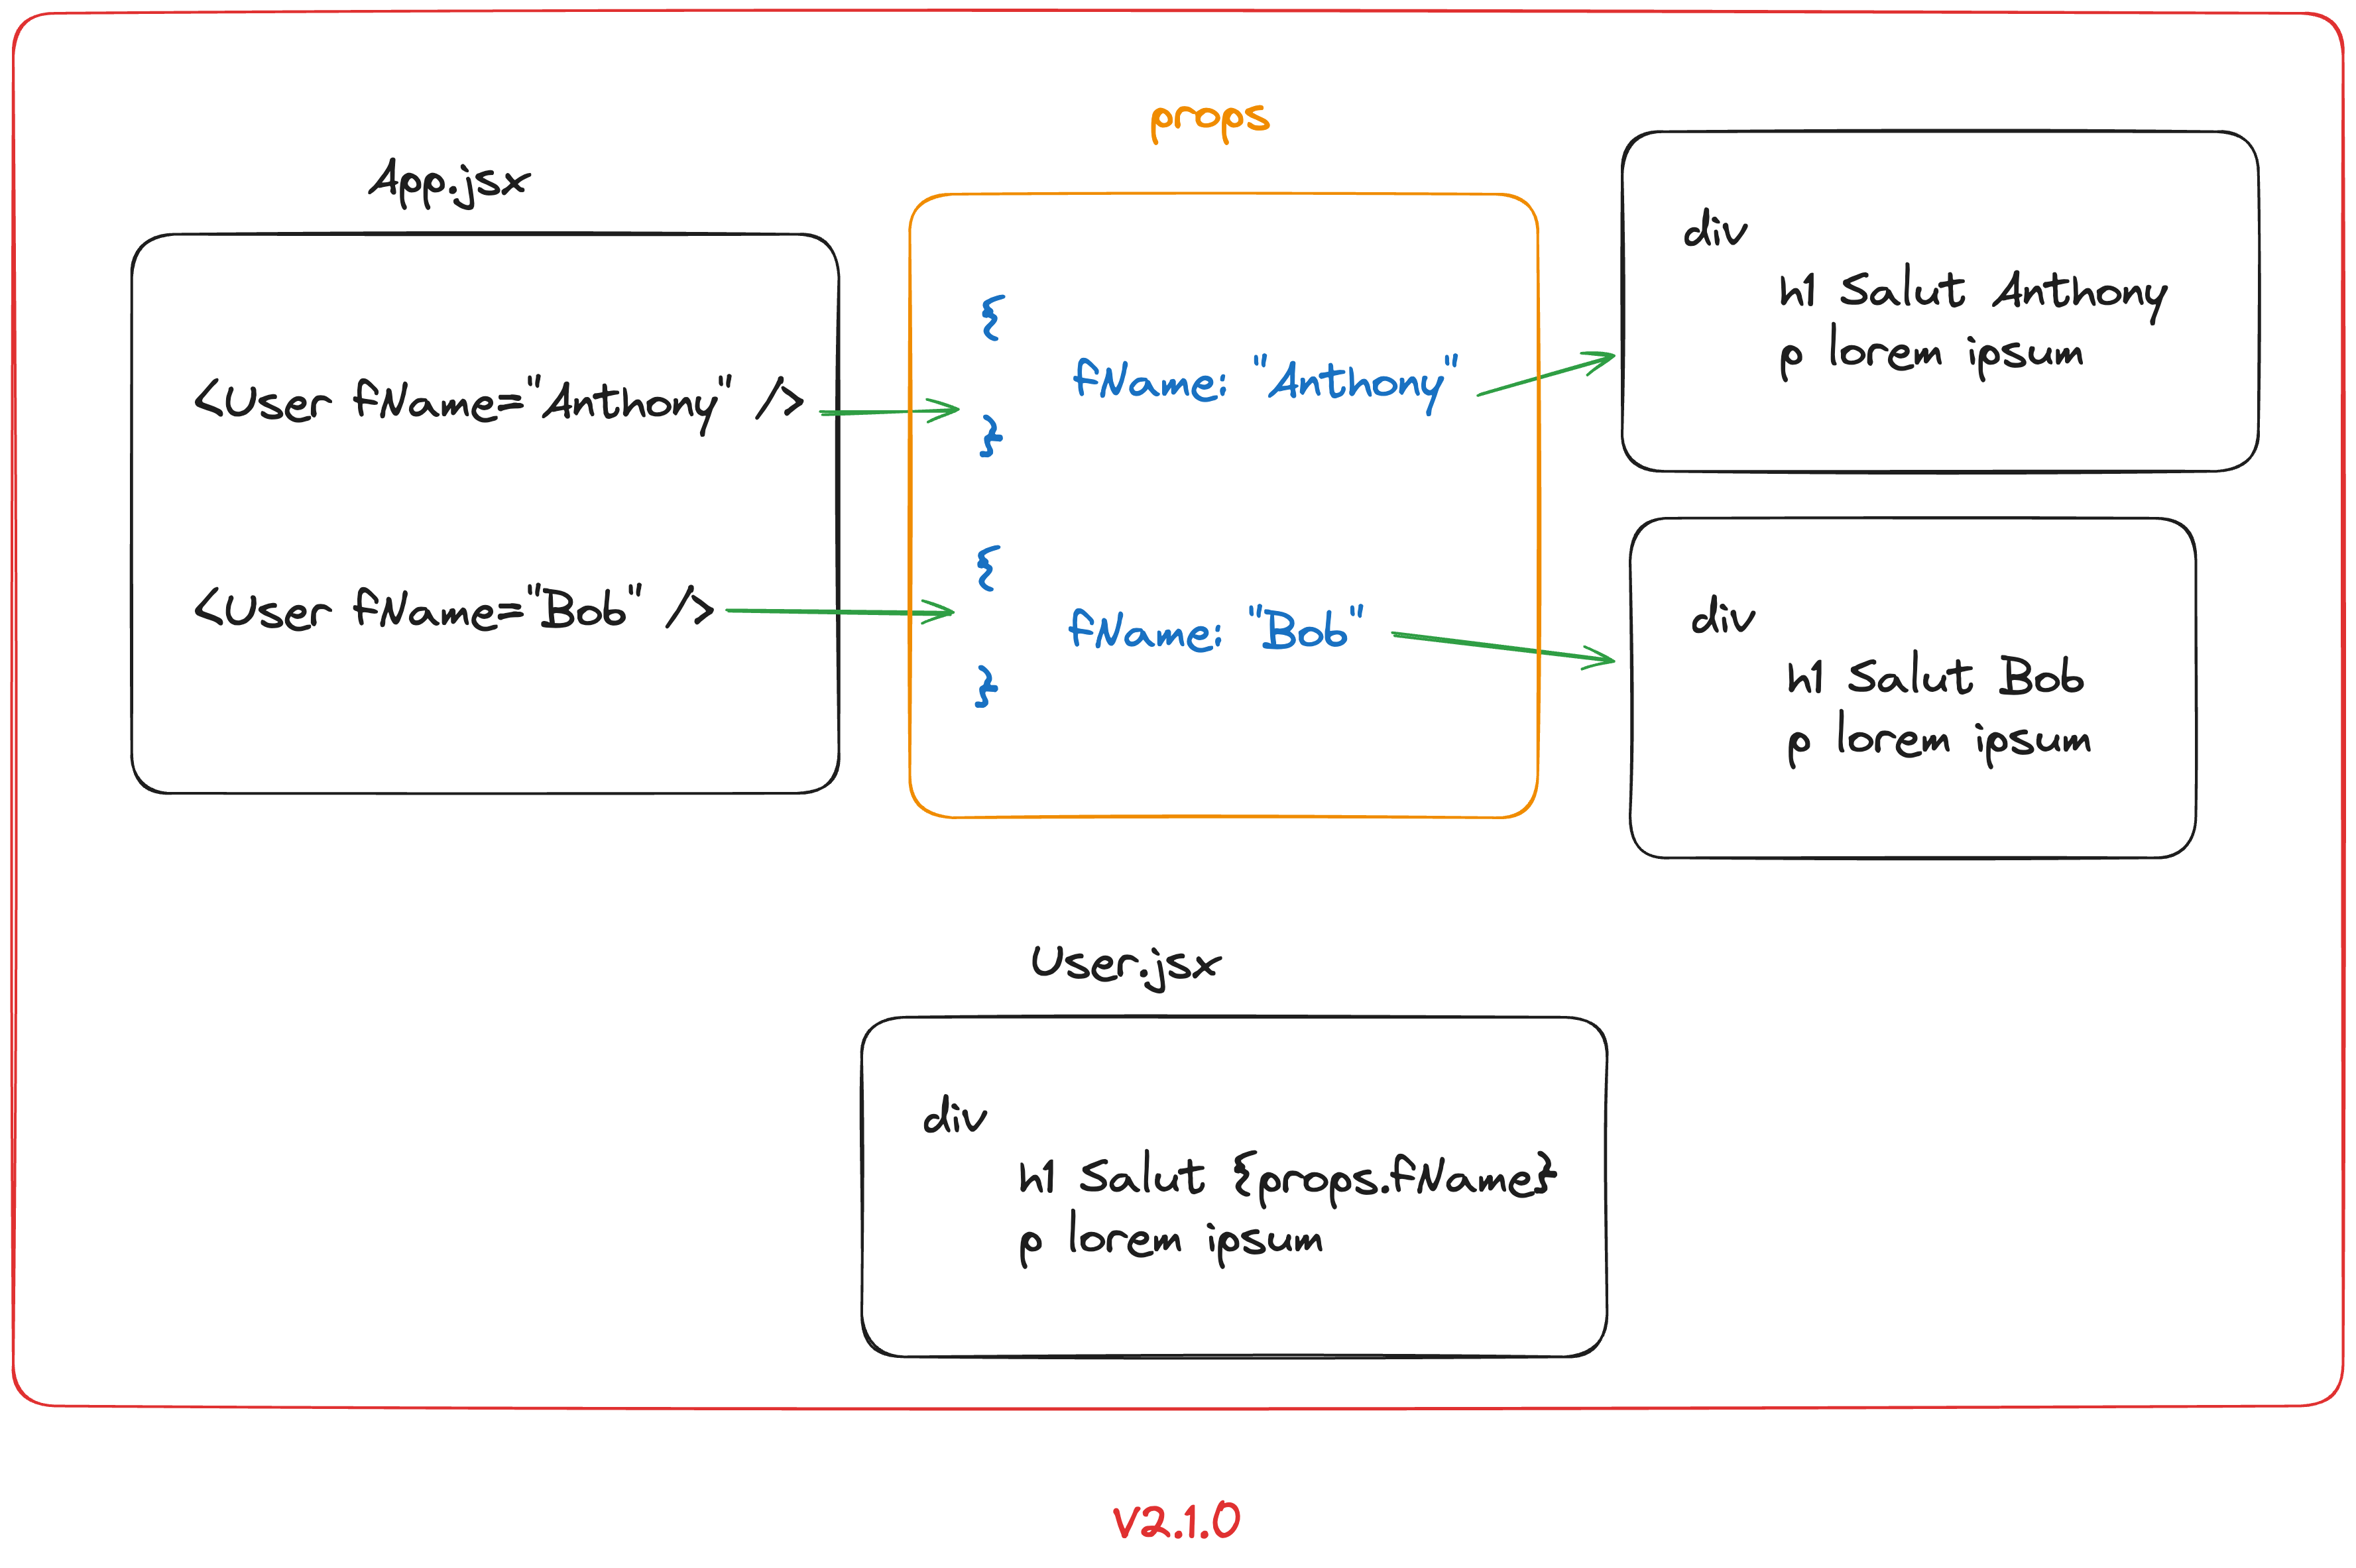 App.jsx
<User fName="Anthony" />
<User fName="Bob" />
props
{
fName: "Anthony"
}
{
fName: "Bob"
}
div
h1 Salut Anthony
p lorem ipsum
div
h1 Salut Bob
p lorem ipsum
User.jsx
div
h1 Salut {props.fName}
p lorem ipsum
v2.1.0